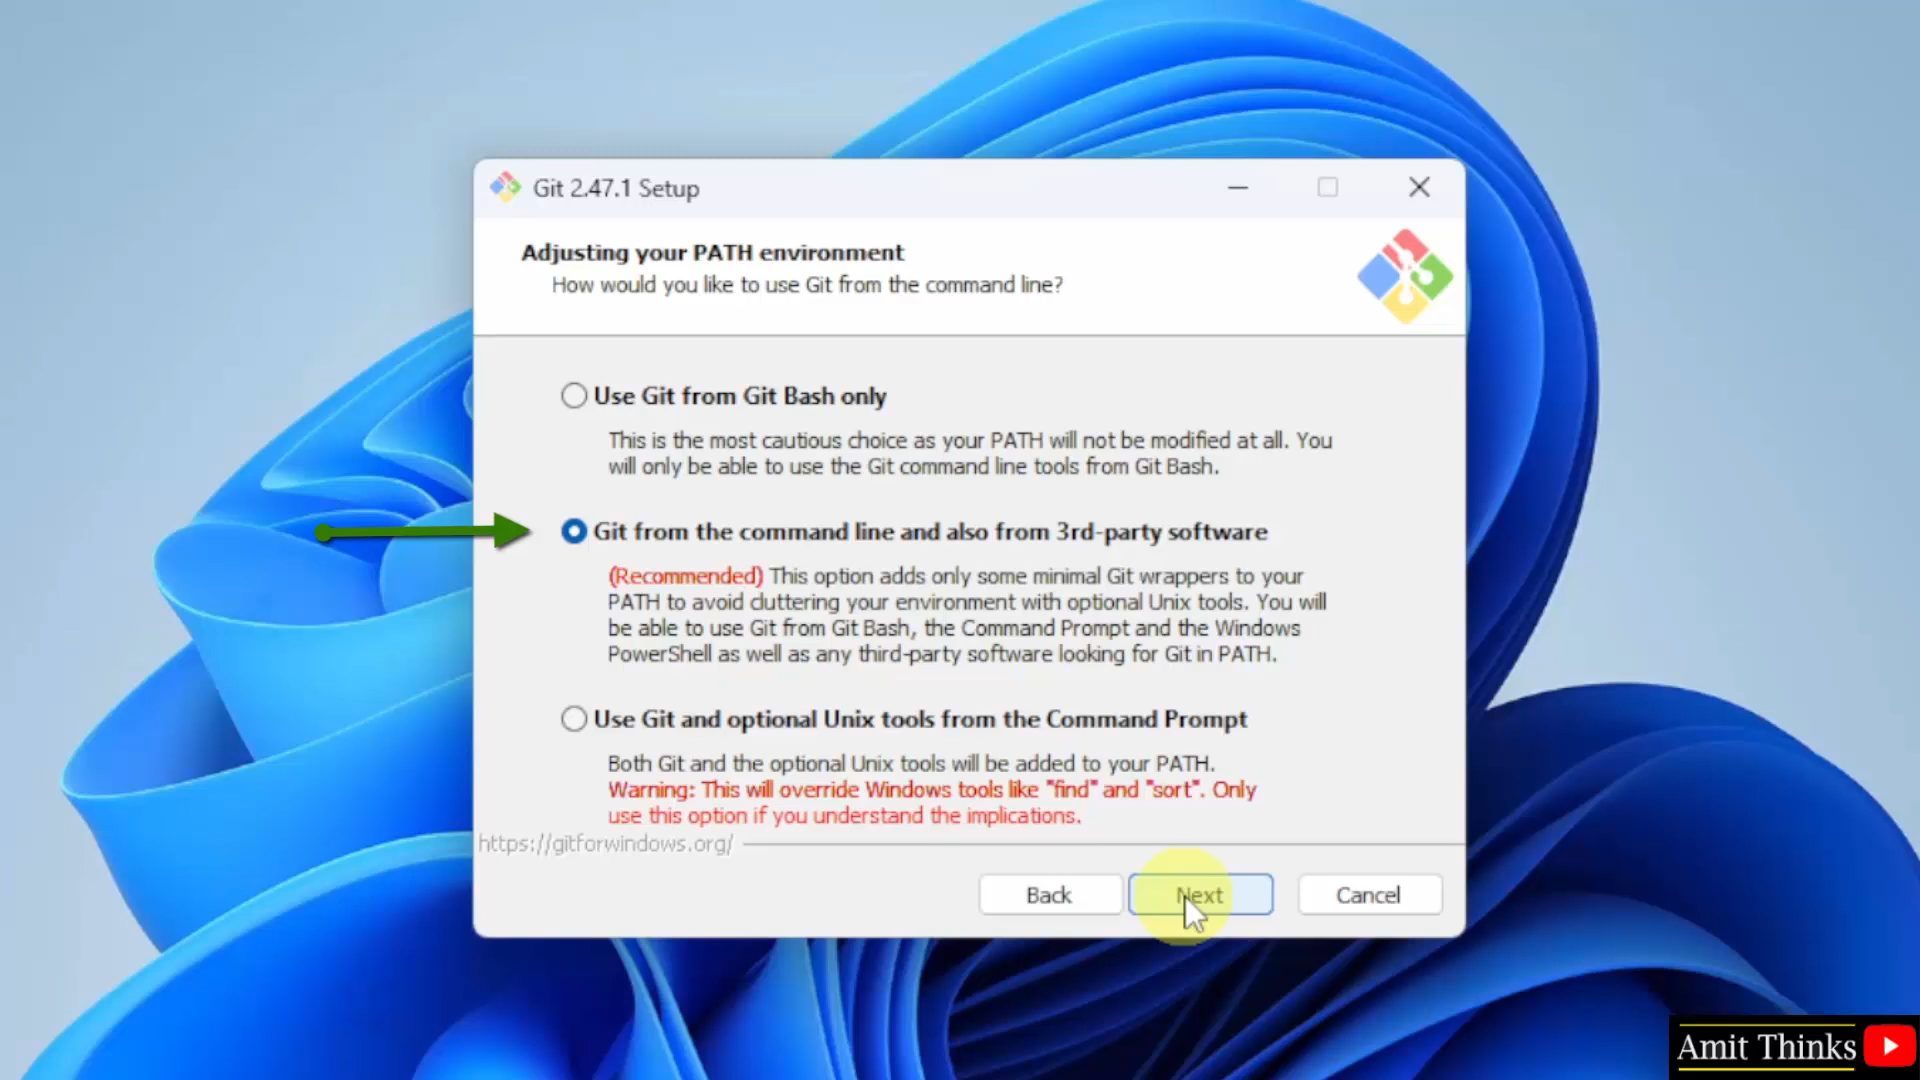 Git 2.47.1 Setup
Adjusting your PATH environment
How would you like to use Git from the command line?
Use Git from Git Bash only
This is the most cautious choice as your PATH will not be modified at all. You
will only be able to use the Git command line tools from Git Bash.
Git from the command line and also from 3rd-party software
(Recommended) This option adds only some minimal Git wrappers to your
PATH to avoid cluttering your environment with optional Unix tools. You will
be able to use Git from Git Bash, the Command Prompt and the Windows
PowerShell as well as any third-party software looking for Git in PATH.
Use Git and optional Unix tools from the Command Prompt
Both Git and the optional Unix tools will be added to your PATH.
Warning: This will override Windows tools like "find" and "sort". Only
use this option if you understand the implications.
https://gitforwindows.org/
Back Next Cancel
Amit Thinks